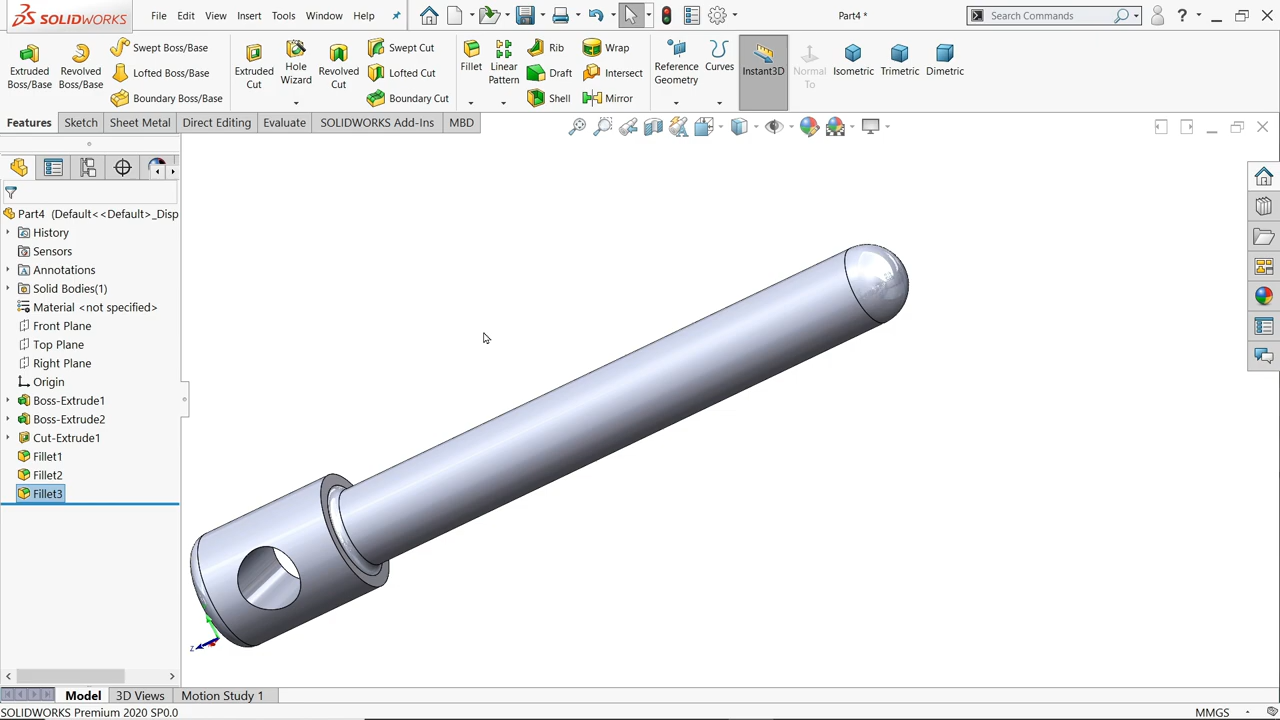 SOLIDWORKS
File Edit View Insert Tools Window Help
Part4 *
Search Commands
?
Extruded Boss/Base
Revolved Boss/Base
Swept Boss/Base
Lofted Boss/Base
Boundary Boss/Base
Extruded Cut
Hole Wizard
Revolved Cut
Swept Cut
Lofted Cut
Boundary Cut
Fillet
Linear Pattern
Rib
Draft
Shell
Wrap
Intersect
Mirror
Reference Geometry
Curves
Instant3D
Normal To
Isometric
Trimetric
Dimetric
Features Sketch Sheet Metal Direct Editing Evaluate SOLIDWORKS Add-Ins MBD
Part4 (Default<<Default>_Disp
History
Sensors
Annotations
Solid Bodies(1)
Material <not specified>
Front Plane
Top Plane
Right Plane
Origin
Boss-Extrude1
Boss-Extrude2
Cut-Extrude1
Fillet1
Fillet2
Fillet3
Z
Model 3D Views Motion Study 1
SOLIDWORKS Premium 2020 SP0.0
MMGS